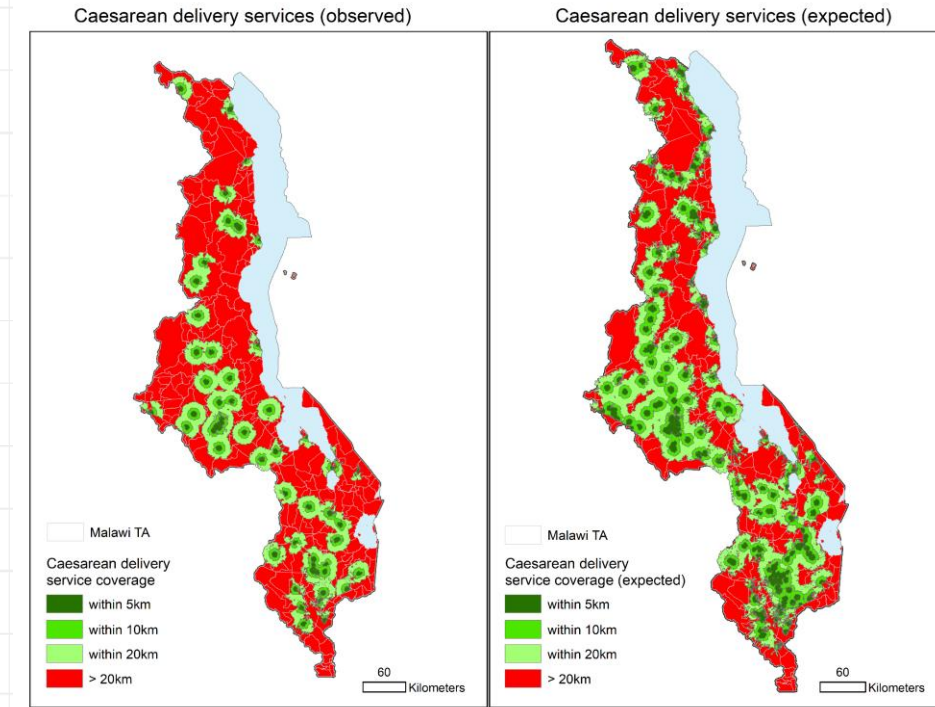 Caesarean delivery services (observed)
Caesarean delivery services (expected)
Malawi TA
Caesarean delivery
service coverage
within 5km
within 10km
within 20km
> 20km
60
Kilometers
Malawi TA
Caesarean delivery
service coverage (expected)
within 5km
within 10km
within 20km
> 20km
60
Kilometers